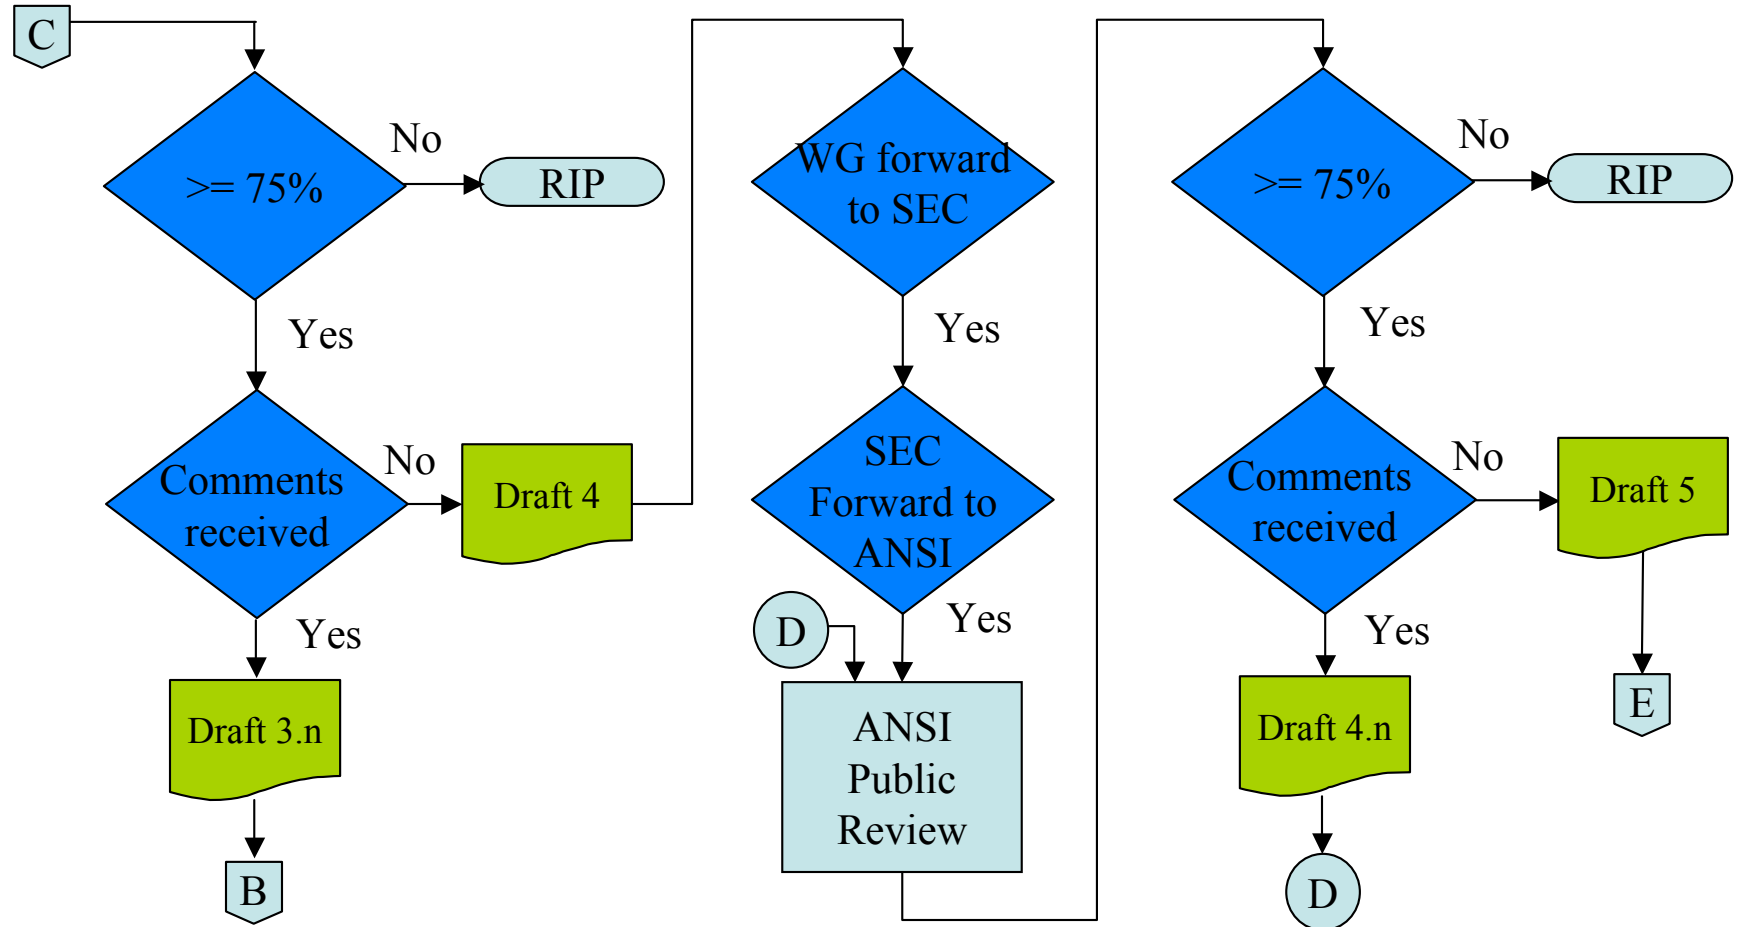 C
>= 75%
No
RIP
Yes
Comments
received
No
Draft 4
Yes
Draft 3.n
B
WG forward
to SEC
Yes
SEC
Forward to
ANSI
Yes
D
ANSI
Public
Review
>= 75%
No
RIP
Yes
Comments
received
No
Draft 5
E
Yes
Draft 4.n
D